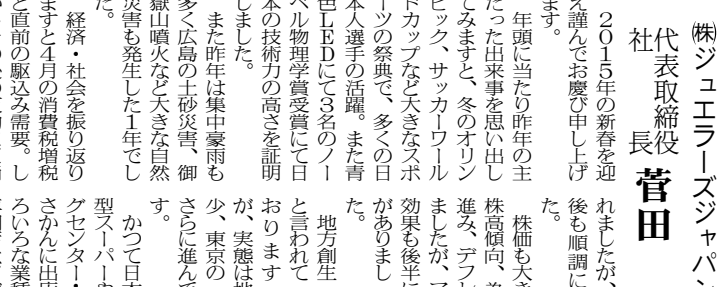 ㈱ジュエラーズジャパン
代表取締役
社長
菅田
２０１５年の新春を迎
え謹んでお慶び申し上げ
ます。
年頭に当たり昨年の主
たった出来事を思い出し
てみますと、冬のオリン
ピック、サッカーワール
ドカップなど大きなスポ
ーツの祭典で、多くの日
本人選手の活躍。また青
色ＬＥＤにて３名のノー
ベル物理学賞受賞にて日
本の技術力の高さを証明
しました。
また昨年は集中豪雨も
多く広島の土砂災害、御
嶽山噴火など大きな自然
災害も発生した１年でし
た。
経済・社会を振り返り
ますと４月の消費税増税
と直前の駆込み需要。し
れましたが、
後も順調に
た。
株価も大き
株高傾向、為
進み、デフレ
ましたが、ア
効果も後半に
がありまし
た。
地方創生
と言われて
おります
が、実態は地
少、東京の
さらに進んで
す。
かつて日本
型スーパーや
グセンター・
さかんに出店
ろいろな業種